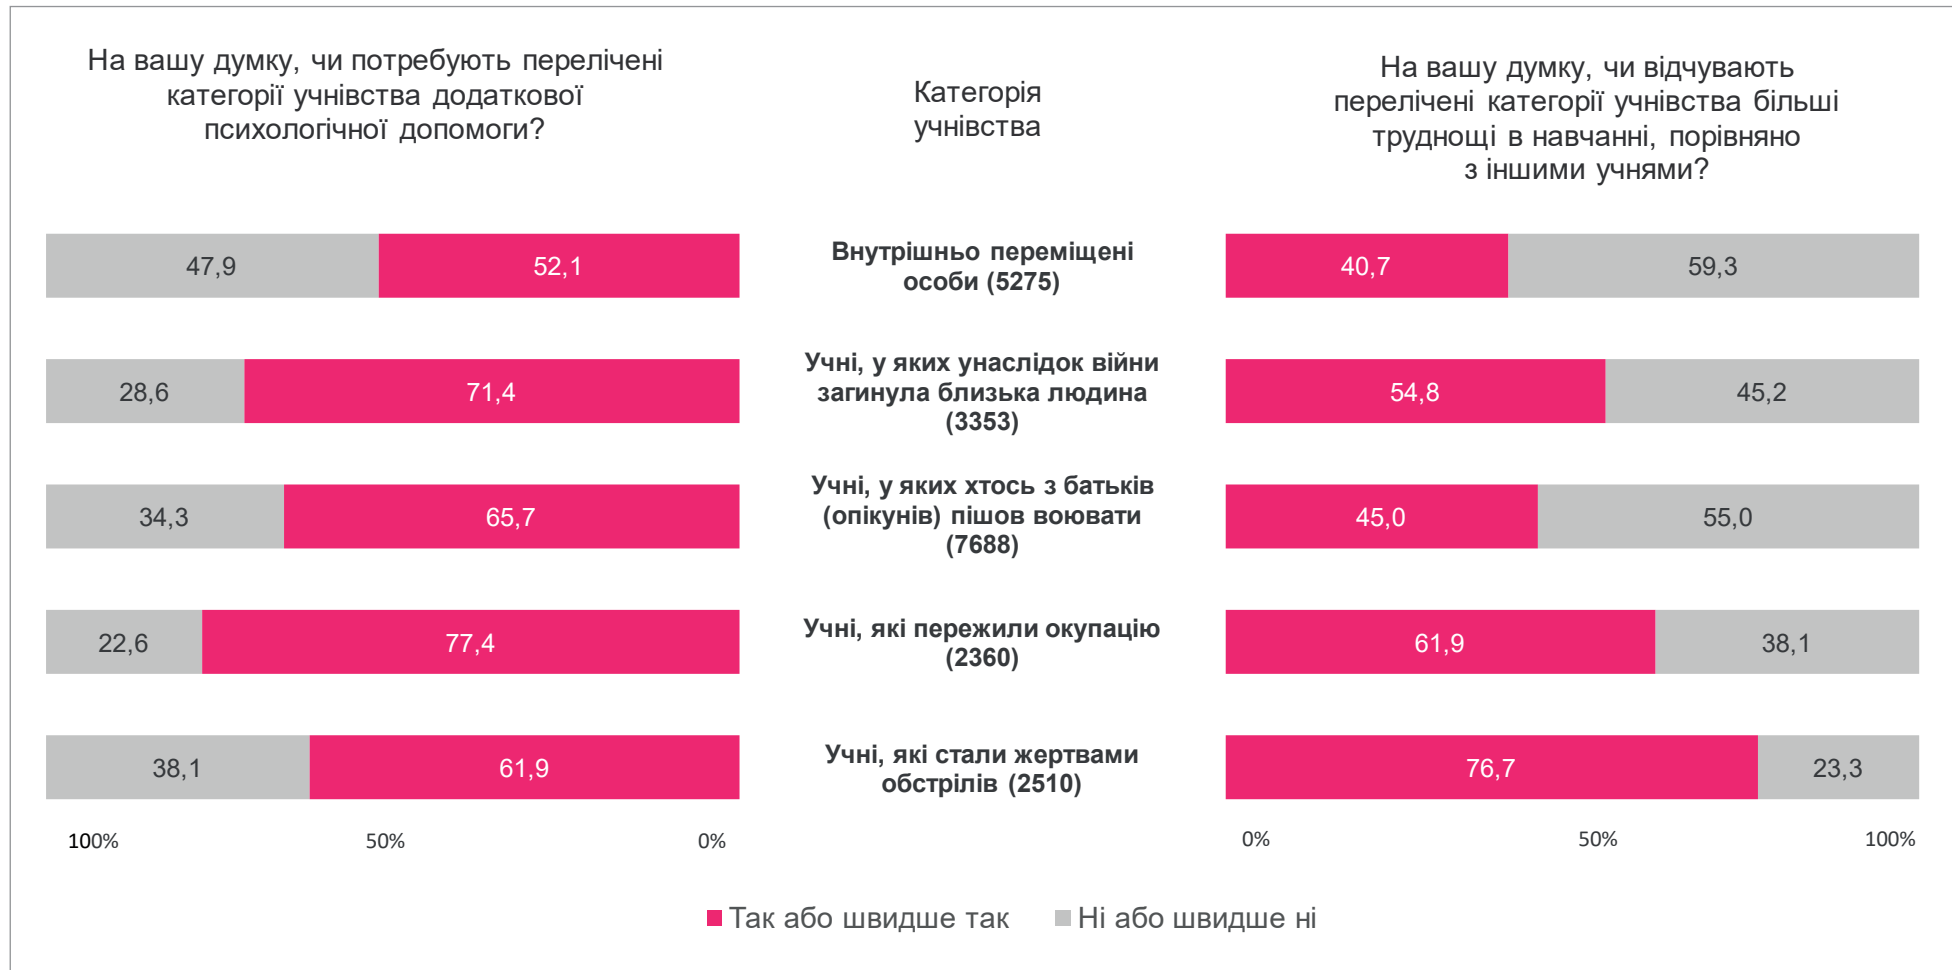 На вашу думку, чи потребують перелічені
категорії учнівства додаткової
психологічної допомоги?
Категорія
учнівства
На вашу думку, чи відчувають
перелічені категорії учнівства більші
труднощі в навчанні, порівняно
з іншими учнями?
47,9 52,1
Внутрішньо переміщені
особи (5275)
40,7 59,3
28,6 71,4
Учні, у яких унаслідок війни
загинула близька людина
(3353)
54,8 45,2
34,3 65,7
Учні, у яких хтось з батьків
(опікунів) пішов воювати
(7688)
45,0 55,0
22,6 77,4
Учні, які пережили окупацію
(2360)
61,9 38,1
38,1 61,9
Учні, які стали жертвами
обстрілів (2510)
76,7 23,3
100% 50% 0%
0% 50% 100%
Так або швидше так Ні або швидше ні